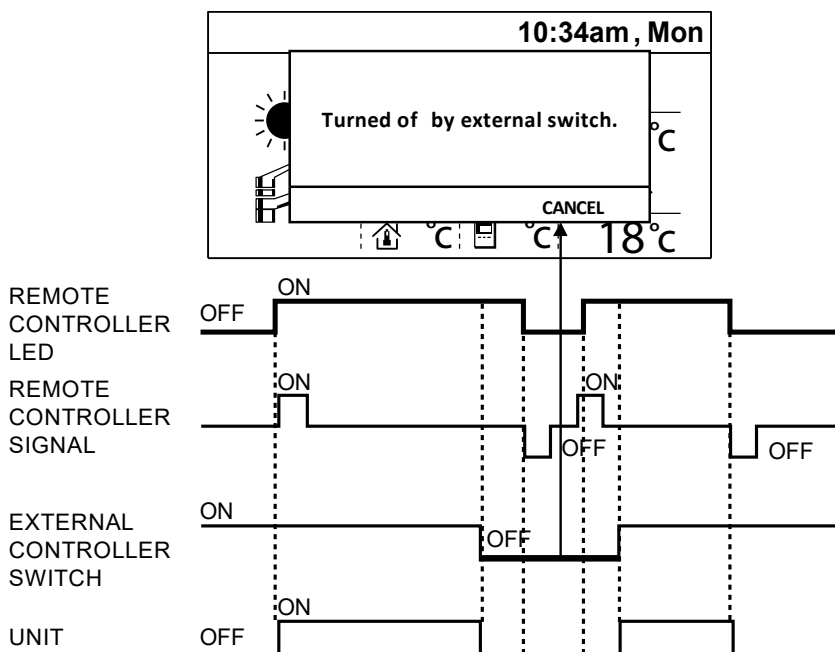 10:34am , Mon
Turned of by external switch.
°C
CANCEL
°C °C 18°C
REMOTE
CONTROLLER
LED
OFF
ON
REMOTE
CONTROLLER
SIGNAL
ON
OFF
ON
OFF
EXTERNAL
CONTROLLER
SWITCH
ON
OFF
UNIT
OFF
ON